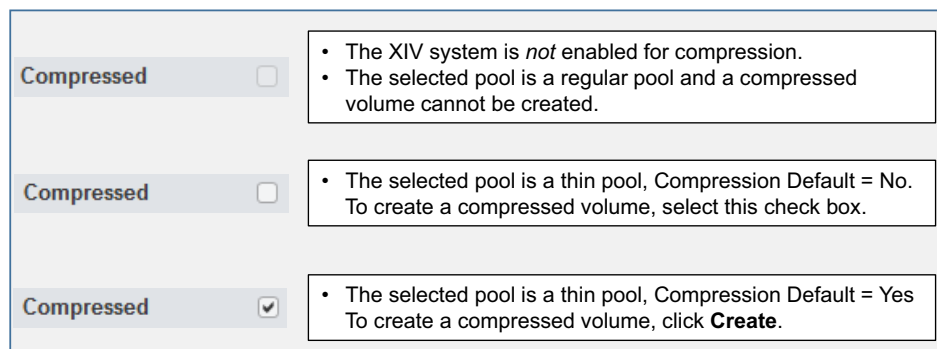 Compressed
• The XIV system is not enabled for compression.
• The selected pool is a regular pool and a compressed
volume cannot be created.
Compressed
• The selected pool is a thin pool, Compression Default = No.
To create a compressed volume, select this check box.
Compressed
• The selected pool is a thin pool, Compression Default = Yes
To create a compressed volume, click Create.